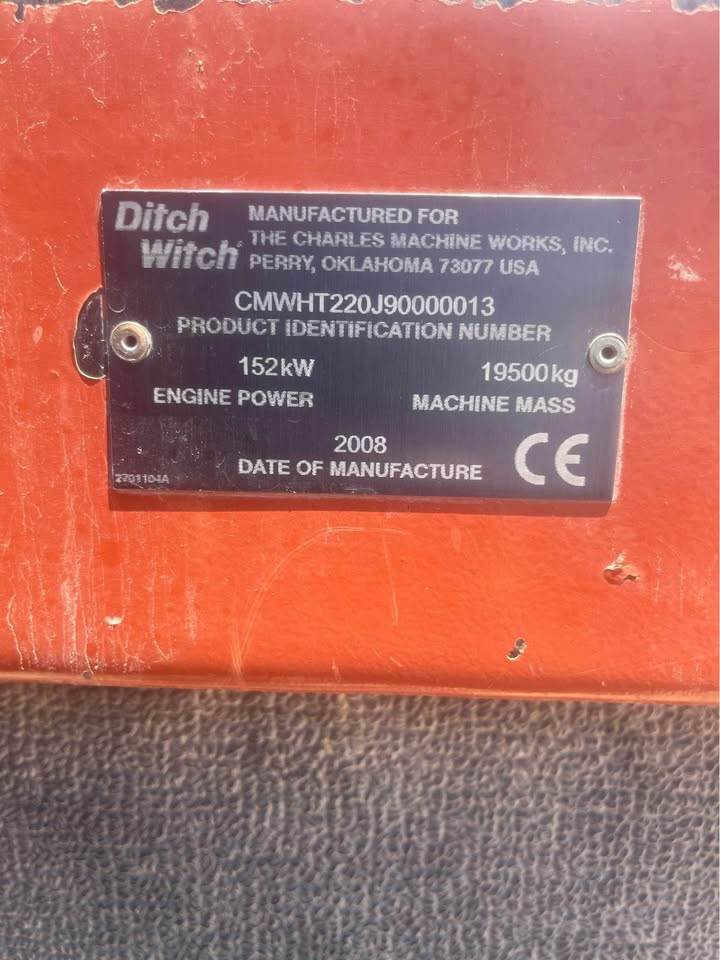 Ditch Witch
MANUFACTURED FOR
THE CHARLES MACHINE WORKS, INC.
PERRY, OKLAHOMA 73077 USA
CMWHT220J90000013
PRODUCT IDENTIFICATION NUMBER
152kW 19500kg
ENGINE POWER MACHINE MASS
2008
DATE OF MANUFACTURE CE
2701104A